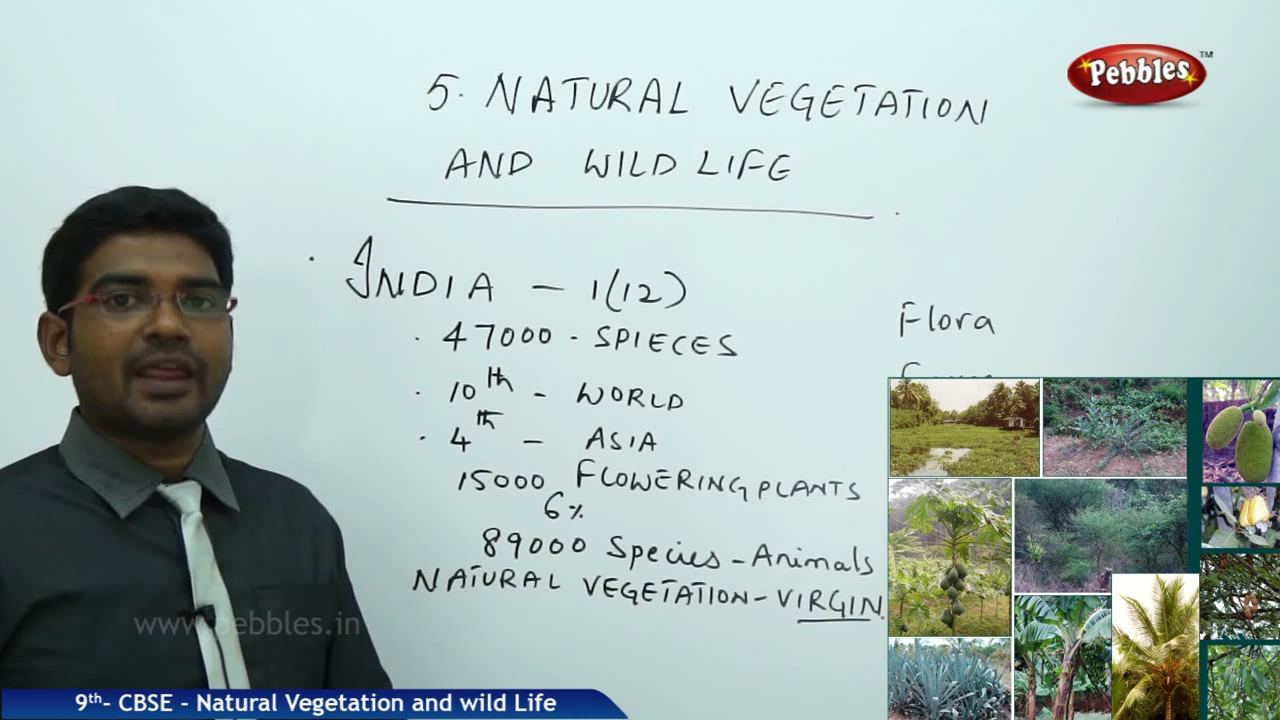 Pebbles™
5. NATURAL VEGETATION
AND WILD LIFE
INDIA - 1(12)
· 47000 - SPIECES
· 10th - WORLD
· 4th - ASIA
15000 FLOWERING PLANTS
6%
89000 Species - Animals
NATURAL VEGETATION - VIRGIN
Flora
www.pebbles.in
9th- CBSE - Natural Vegetation and wild Life